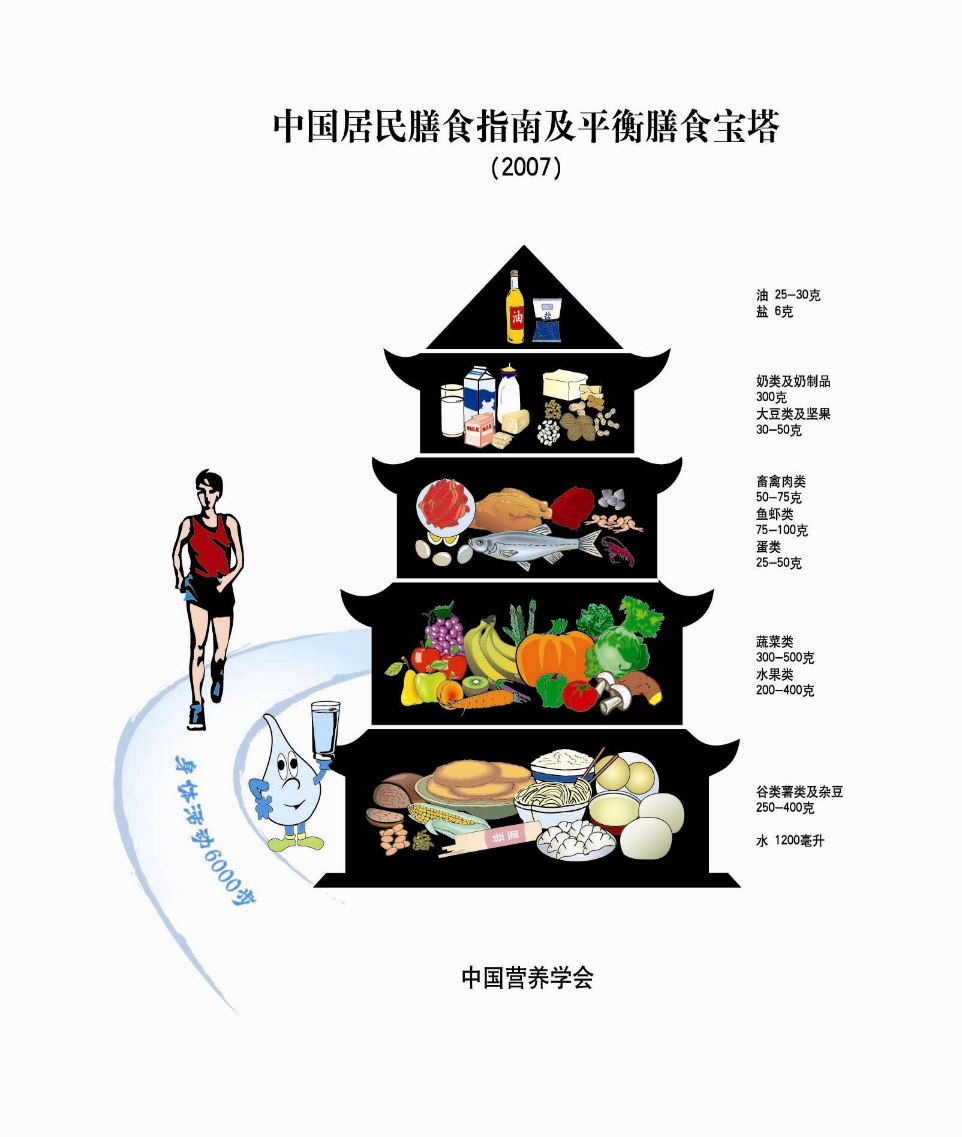 中国居民膳食指南及平衡膳食宝塔
(2007)
油 25—30克
盐 6克
油
盐
奶类及奶制品
300克
大豆类及坚果
30—50克
MILK
畜禽肉类
50—75克
鱼虾类
75—100克
蛋类
25—50克
蔬菜类
300—500克
水果类
200—400克
谷类薯类及杂豆
250—400克
水 1200毫升
挂面
身体活动6000步
中国营养学会